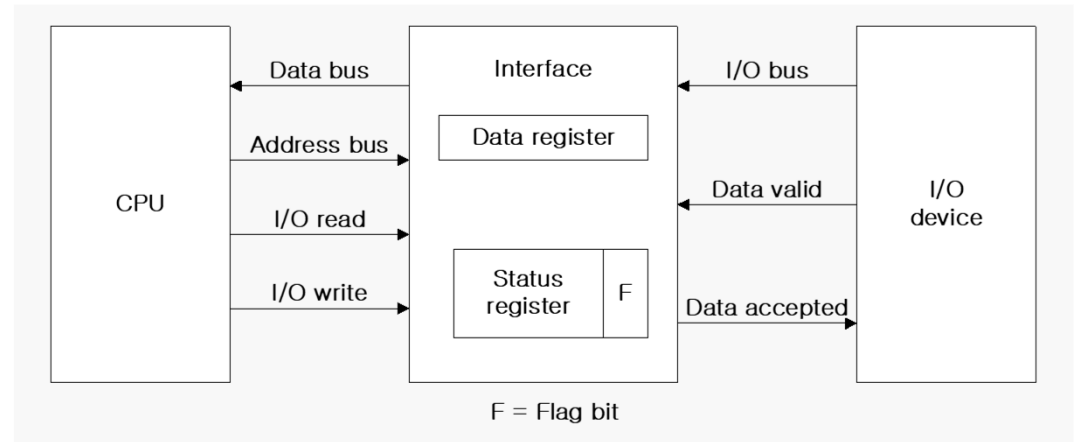 Data bus
Interface
I/O bus
Data register
Address bus
CPU
Data valid
I/O
device
I/O read
Status
register
F
I/O write
Data accepted
F = Flag bit